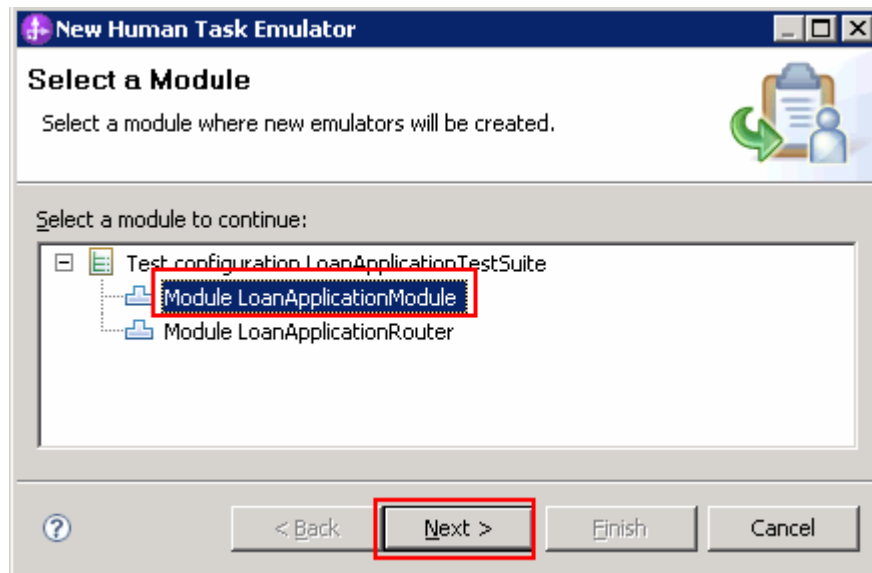 New Human Task Emulator
Select a Module
Select a module where new emulators will be created.
Select a module to continue:
Test configuration LoanApplicationTestSuite
Module LoanApplicationModule
Module LoanApplicationRouter
? < Back Next > Finish Cancel